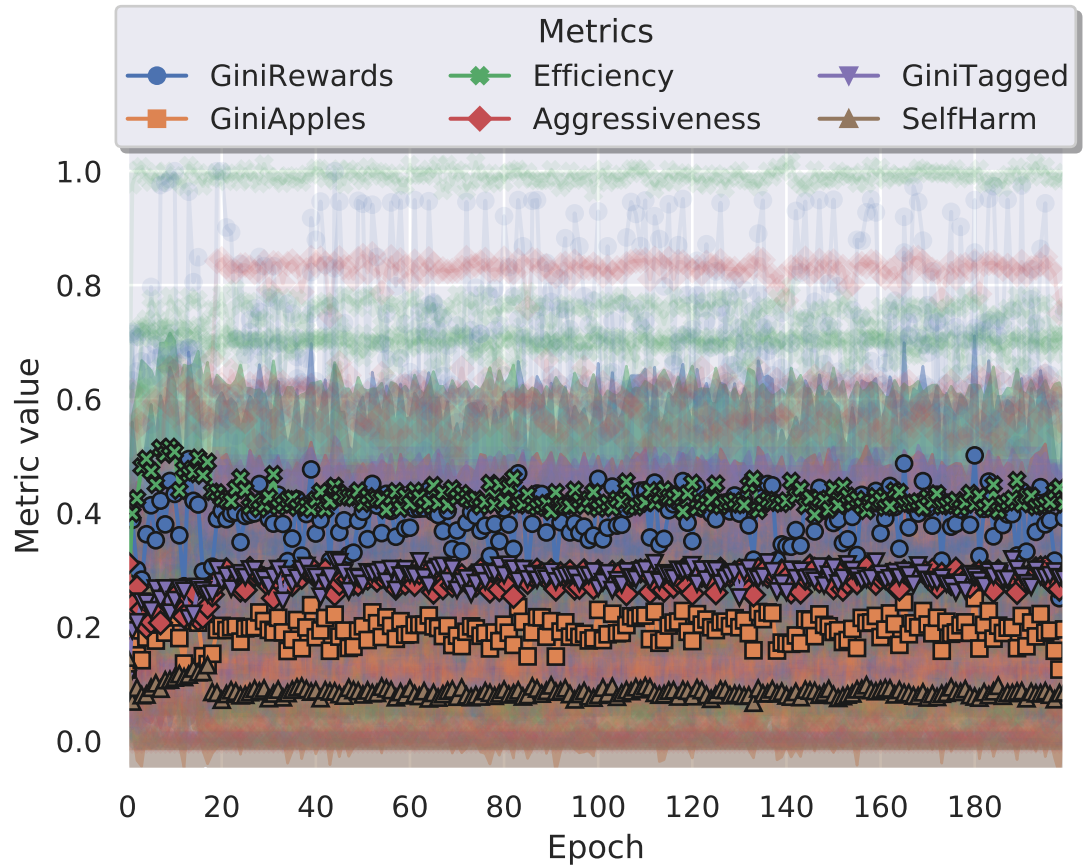 Metrics
GiniRewards Efficiency GiniTagged
GiniApples Aggressiveness SelfHarm
1.0
0.8
0.6
0.4
0.2
0.0
Metric value
0 20 40 60 80 100 120 140 160 180
Epoch